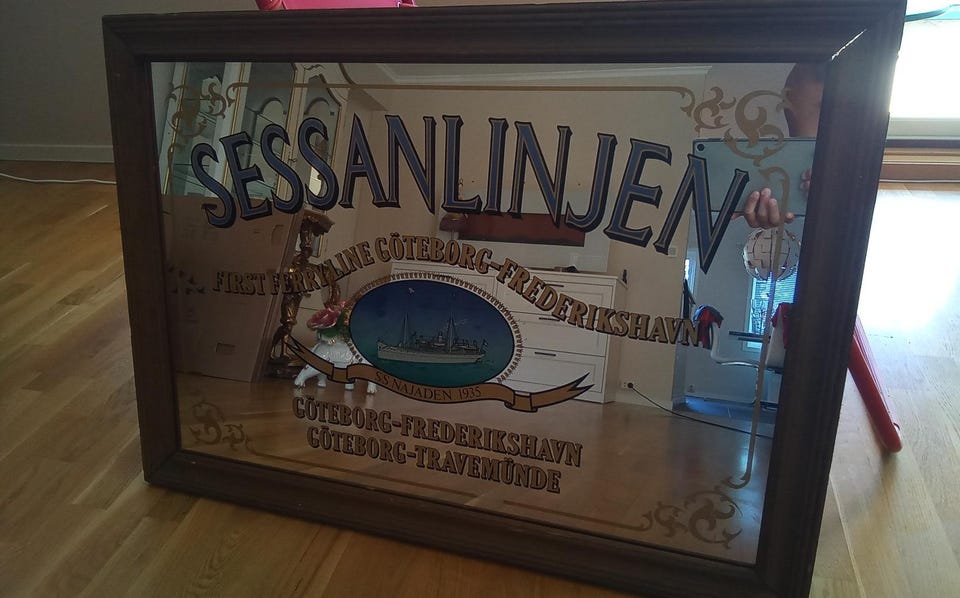 SESSANLINJEN
FIRST FERRYLINE GÖTEBORG-FREDERIKSHAVN
SS NAJADEN 1935
GÖTEBORG-FREDERIKSHAVN
GÖTEBORG-TRAVEMÜNDE